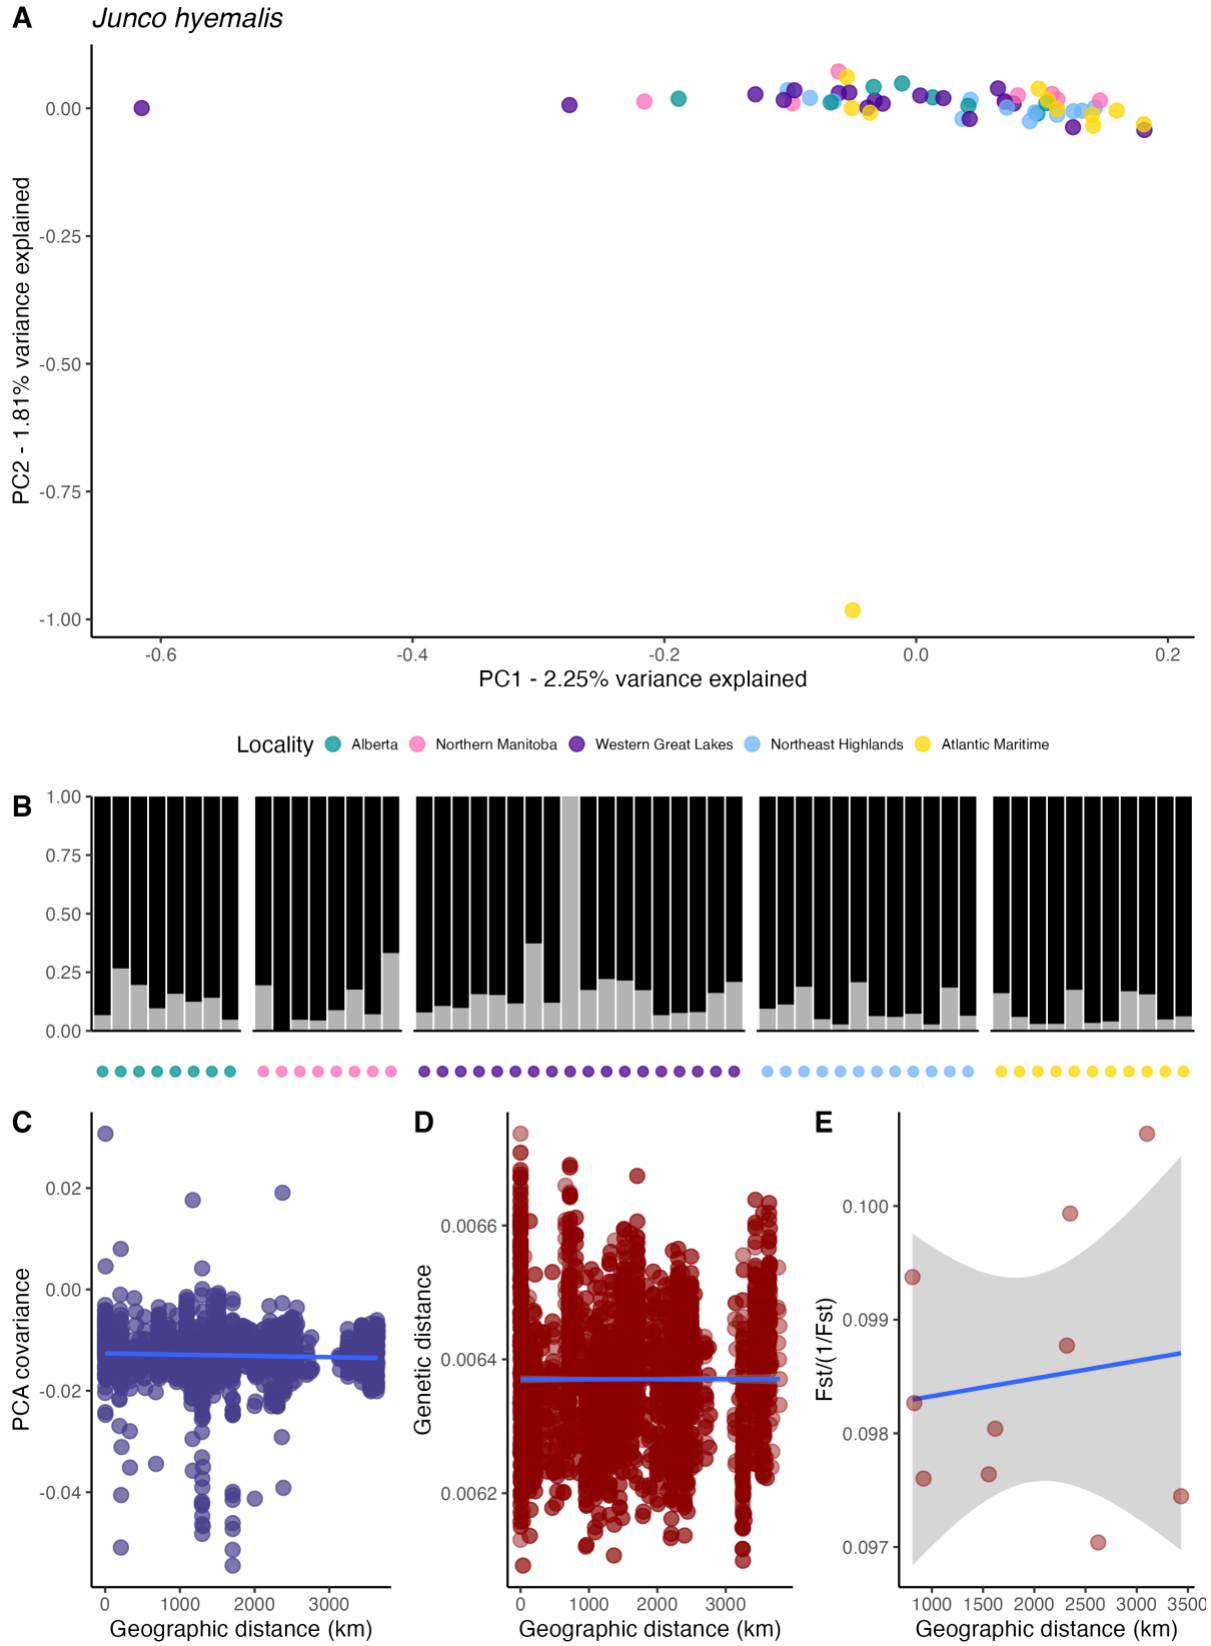 A
Junco hyemalis
0.00
-0.25
-0.50
-0.75
-1.00
PC2 - 1.81% variance explained
-0.6 -0.4 -0.2 0.0 0.2
PC1 - 2.25% variance explained
Locality Alberta Northern Manitoba Western Great Lakes Northeast Highlands Atlantic Maritime
B
1.00
0.75
0.50
0.25
0.00
C
0.02
0.00
-0.02
-0.04
PCA covariance
0 1000 2000 3000
Geographic distance (km)
D
0.0066
0.0064
0.0062
Genetic distance
0 1000 2000 3000
Geographic distance (km)
E
0.100
0.099
0.098
0.097
Fst/(1/Fst)
1000 1500 2000 2500 3000 3500
Geographic distance (km)